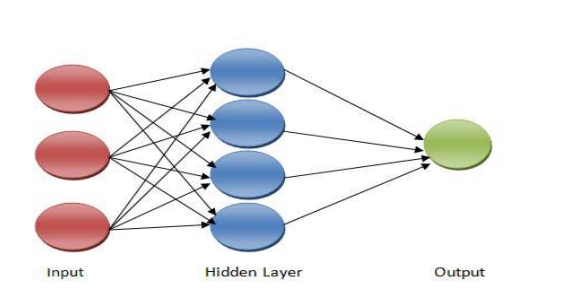 Input
Hidden Layer
Output